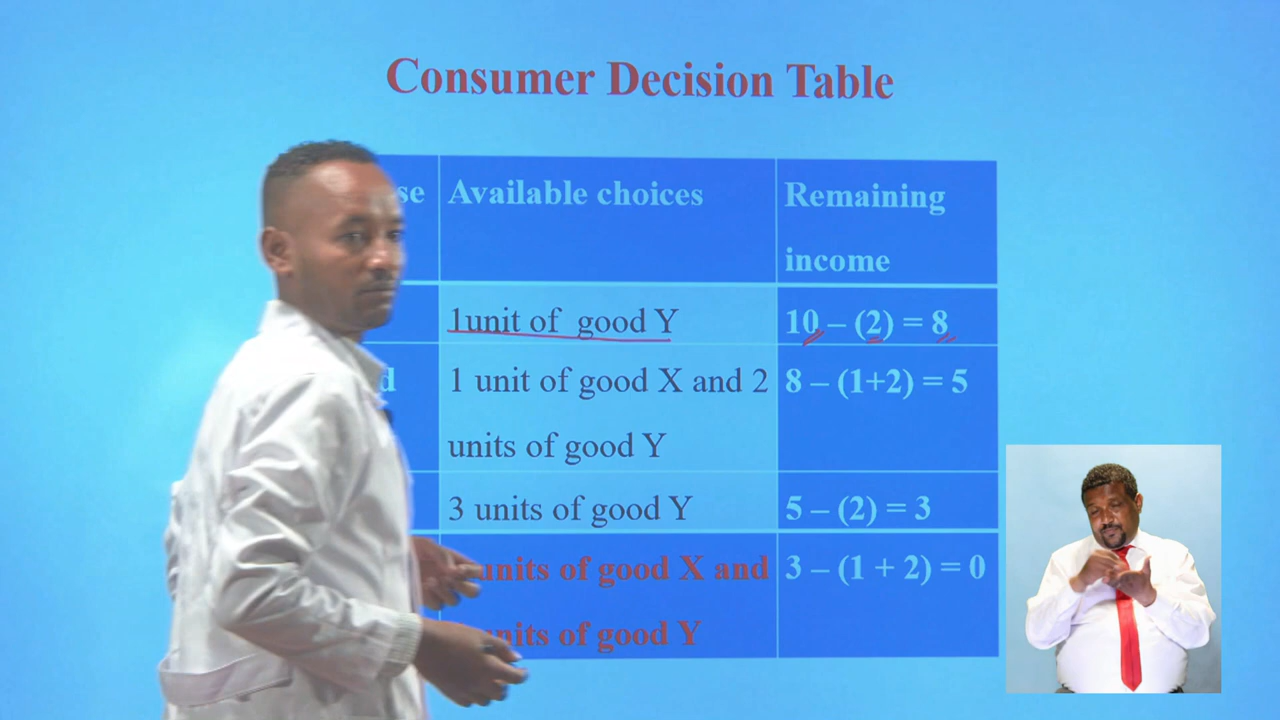 Consumer Decision Table
Available choices
Remaining
income
1unit of good Y
10 – (2) = 8
1 unit of good X and 2
units of good Y
8 – (1+2) = 5
3 units of good Y
5 – (2) = 3
units of good X and
units of good Y
3 – (1 + 2) = 0